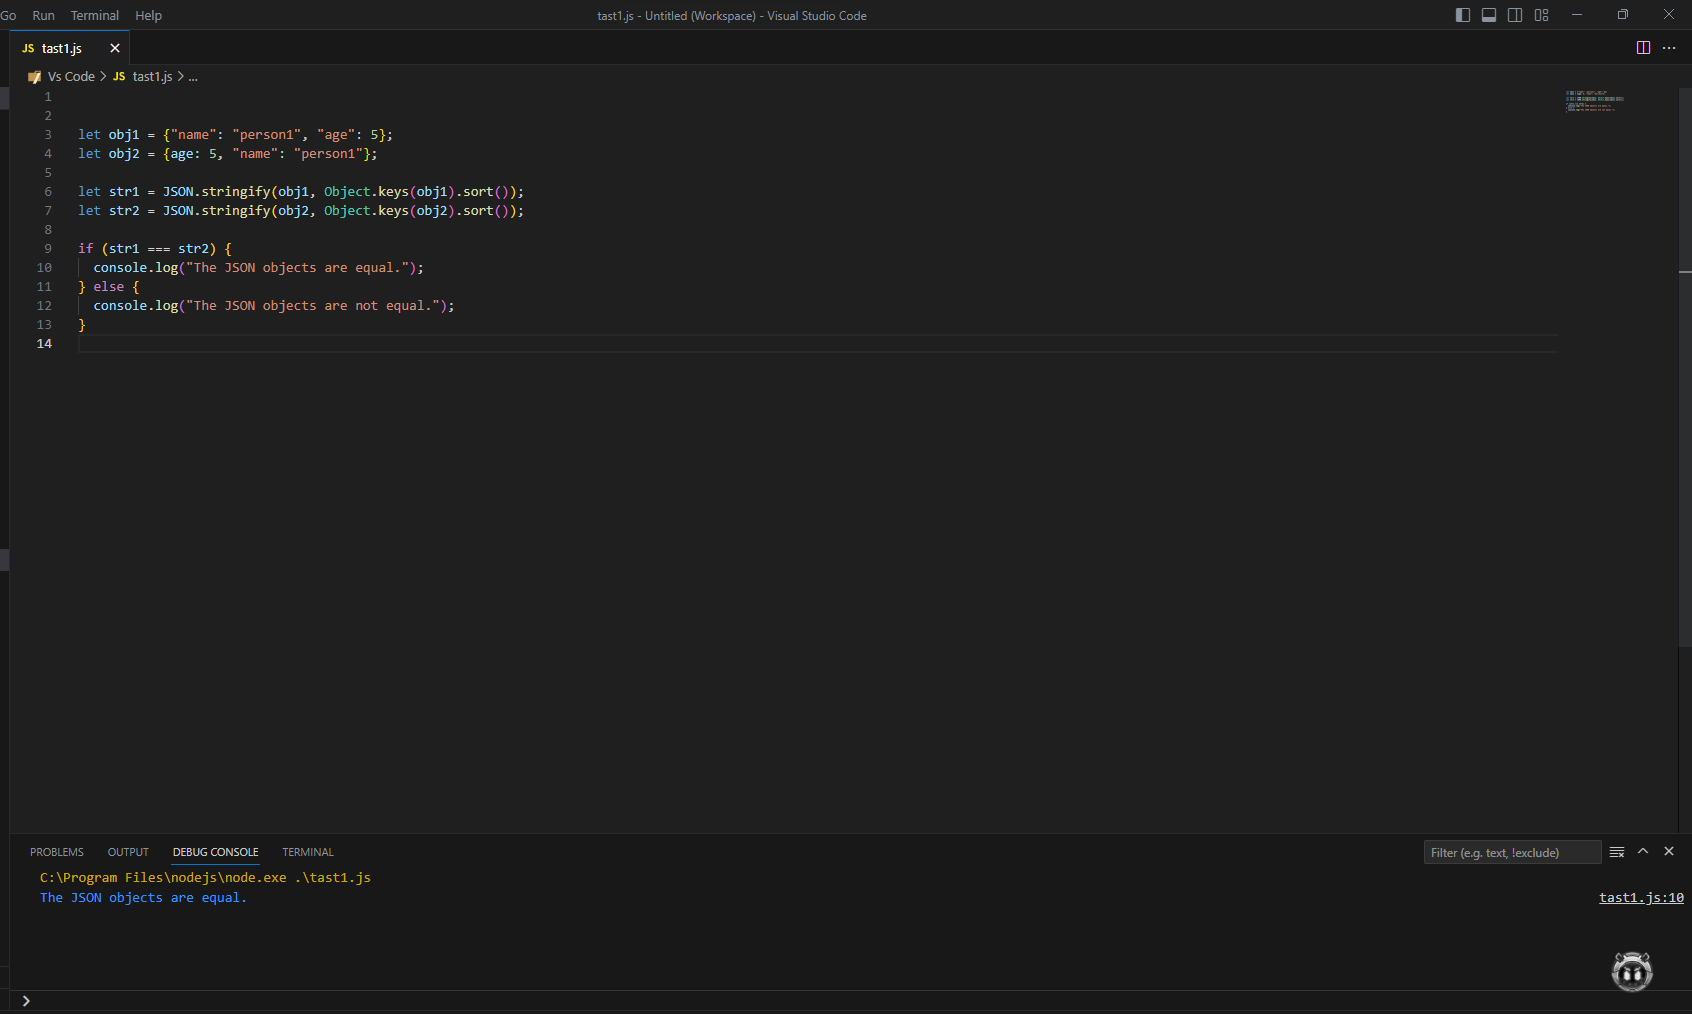 Go Run Terminal Help
tast1.js - Untitled (Workspace) - Visual Studio Code
JS tast1.js
Vs Code > JS tast1.js > ...
1
2
3 let obj1 = {"name": "person1", "age": 5};
4 let obj2 = {age: 5, "name": "person1"};
5
6 let str1 = JSON.stringify(obj1, Object.keys(obj1).sort());
7 let str2 = JSON.stringify(obj2, Object.keys(obj2).sort());
8
9 if (str1 === str2) {
10 console.log("The JSON objects are equal.");
11 } else {
12 console.log("The JSON objects are not equal.");
13 }
14
PROBLEMS OUTPUT DEBUG CONSOLE TERMINAL
Filter (e.g. text, !exclude)
C:\Program Files\nodejs\node.exe .\tast1.js
The JSON objects are equal.
tast1.js:10